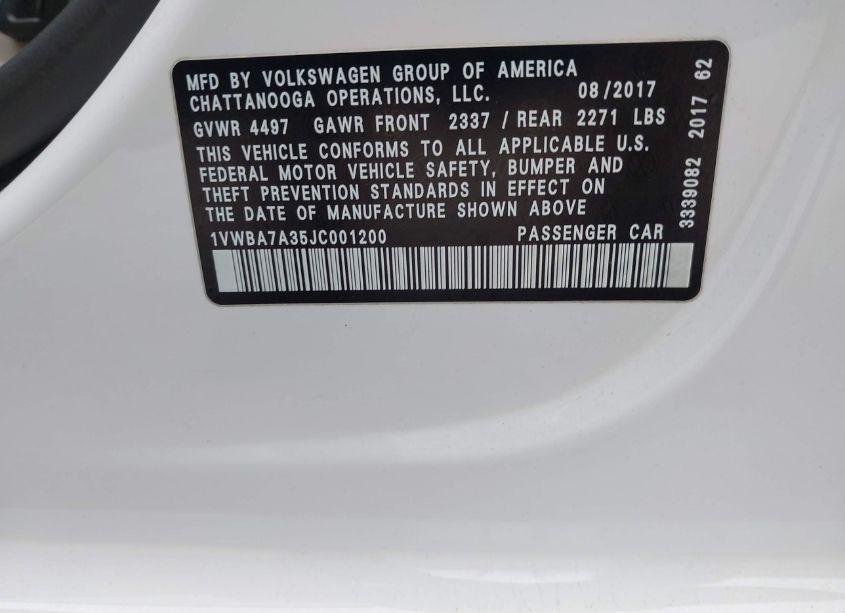 MFD BY VOLKSWAGEN GROUP OF AMERICA
CHATTANOOGA OPERATIONS, LLC. 08/2017
GVWR 4497 GAWR FRONT 2337 / REAR 2271 LBS
THIS VEHICLE CONFORMS TO ALL APPLICABLE U.S.
FEDERAL MOTOR VEHICLE SAFETY, BUMPER AND
THEFT PREVENTION STANDARDS IN EFFECT ON
THE DATE OF MANUFACTURE SHOWN ABOVE
1VWBA7A35JC001200 PASSENGER CAR
3339082 2017 62